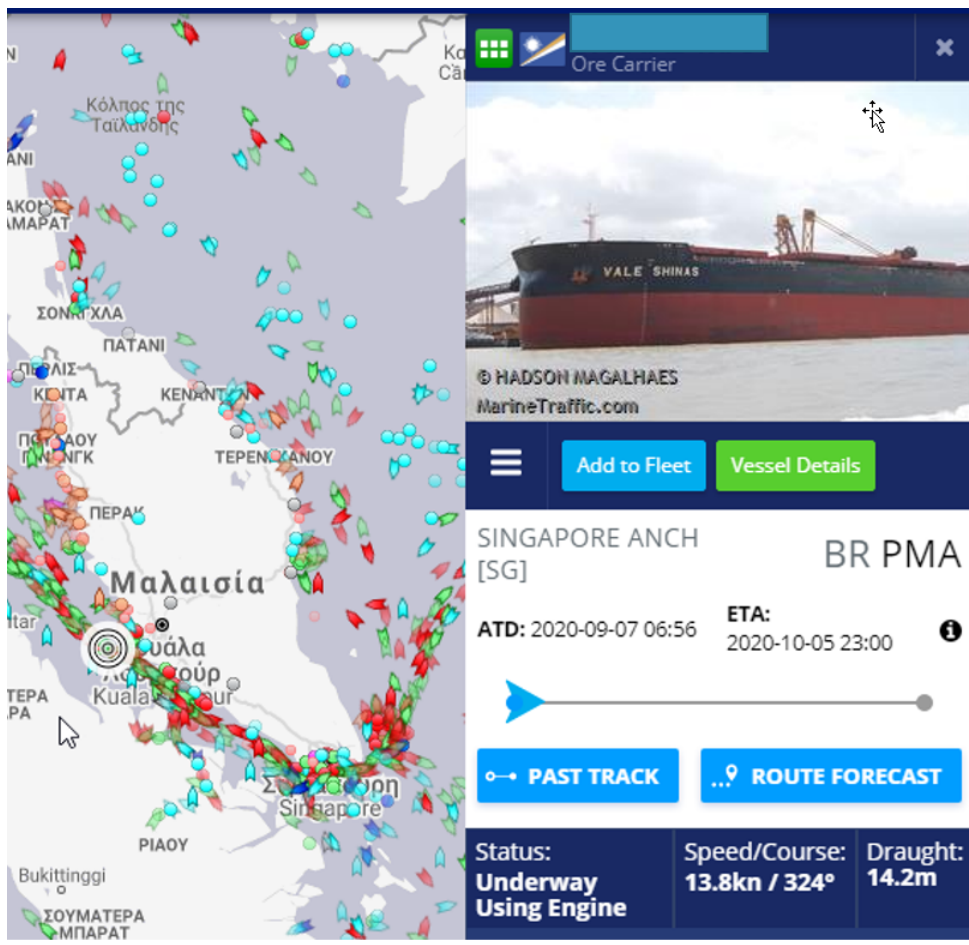 Κόλπος της
Ταϊλάνδης
ΣΟΝΓΚΧΛΑ
ΠΑΤΑΝΙ
ΚΕΝΤΑ
ΠΕΡΑΚ
Μαλαισία
Kuala
Singapore
ΡΙΑΟΥ
Bukittinggi
ΣΟΥΜΑΤΕΡΑ
ΜΠΑΡΑΤ
Ore Carrier
VALE SHINAS
© HADSON MAGALHAES
MarineTraffic.com
Add to Fleet
Vessel Details
SINGAPORE ANCH
[SG]
BR PMA
ATD: 2020-09-07 06:56
ETA:
2020-10-05 23:00
PAST TRACK
ROUTE FORECAST
Status:
Underway
Using Engine
Speed/Course:
13.8kn / 324°
Draught:
14.2m